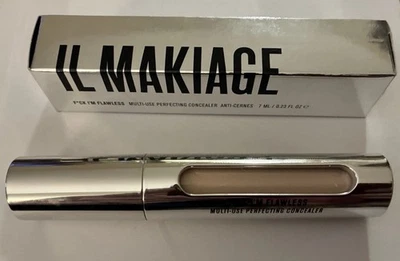 IL MAKIAGE
F*CK I'M FLAWLESS MULTI-USE PERFECTING CONCEALER ANTI-CERNES 7 ML / 0.23 FL OZ ℮
I'M FLAWLESS
MULTI-USE PERFECTING CONCEALER